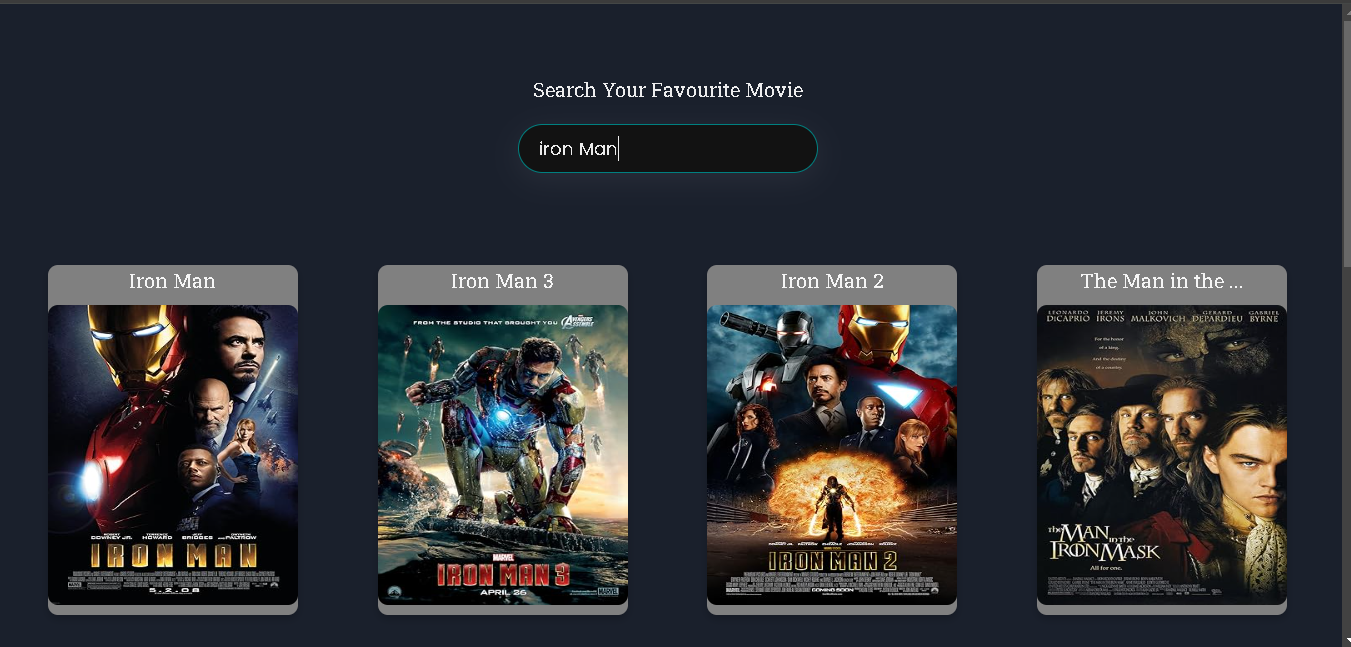 Search Your Favourite Movie
iron Man
Iron Man
Iron Man 3
Iron Man 2
The Man in the ...
ROBERT DOWNEY JR. TERRENCE HOWARD JEFF BRIDGES GWYNETH PALTROW
IRON MAN
5.2.08
FROM THE STUDIO THAT BROUGHT YOU AVENGERS
MARVEL
IRON MAN 3
APRIL 26
MARVEL
IRON MAN 2
COMING SOON
MARVEL
LEONARDO DiCAPRIO JEREMY IRONS JOHN MALKOVICH GERARD DEPARDIEU GABRIEL BYRNE
For the honor
of a king.
And the destiny
of a country.
the MAN in the
IRON MASK
All for one.